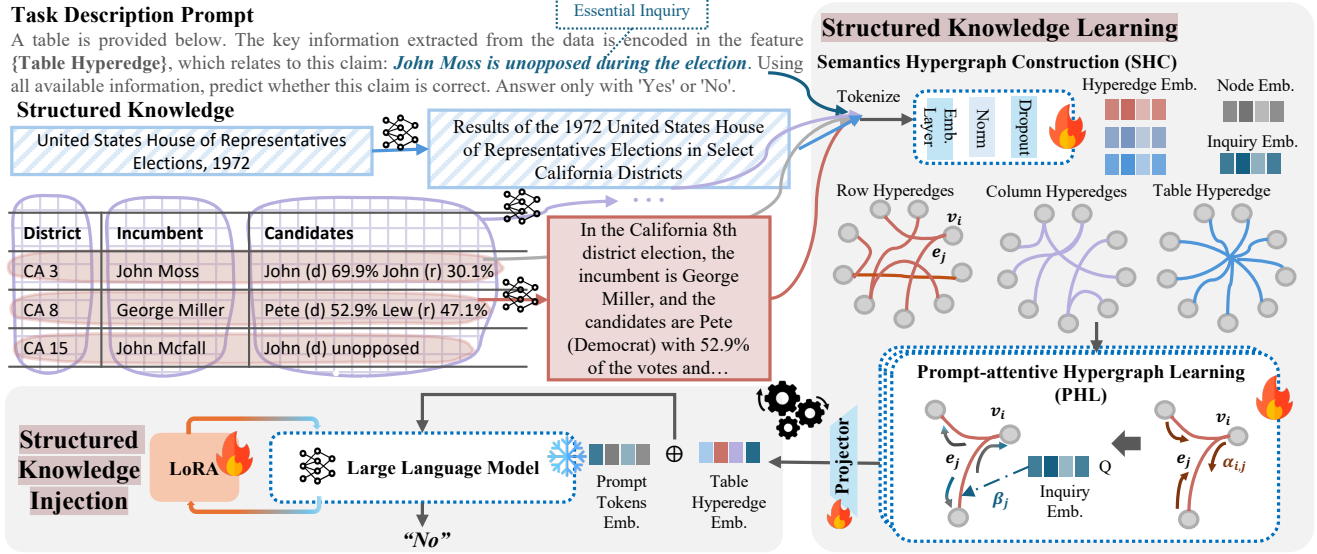 Task Description Prompt
Essential Inquiry
A table is provided below. The key information extracted from the data is encoded in the feature
{Table Hyperedge}, which relates to this claim: John Moss is unopposed during the election. Using
all available information, predict whether this claim is correct. Answer only with 'Yes' or 'No'.
Structured Knowledge
United States House of Representatives
Elections, 1972
Results of the 1972 United States House
of Representatives Elections in Select
California Districts
. . .
District Incumbent Candidates
CA 3 John Moss John (d) 69.9% John (r) 30.1%
CA 8 George Miller Pete (d) 52.9% Lew (r) 47.1%
CA 15 John Mcfall John (d) unopposed
In the California 8th
district election, the
incumbent is George
Miller, and the
candidates are Pete
(Democrat) with 52.9%
of the votes and…
Structured Knowledge Learning
Semantics Hypergraph Construction (SHC)
Tokenize
Emb.
Layer
Norm
Dropout
Hyperedge Emb.
Node Emb.
Inquiry Emb.
Row Hyperedges
Column Hyperedges
Table Hyperedge
v_i
e_j
Prompt-attentive Hypergraph Learning
(PHL)
v_i
e_j
β_j
Inquiry
Emb.
Q
v_i
e_j
α_{i,j}
Projector
Structured
Knowledge
Injection
LoRA
Large Language Model
Prompt
Tokens
Emb.
⊕
Table
Hyperedge
Emb.
“No”